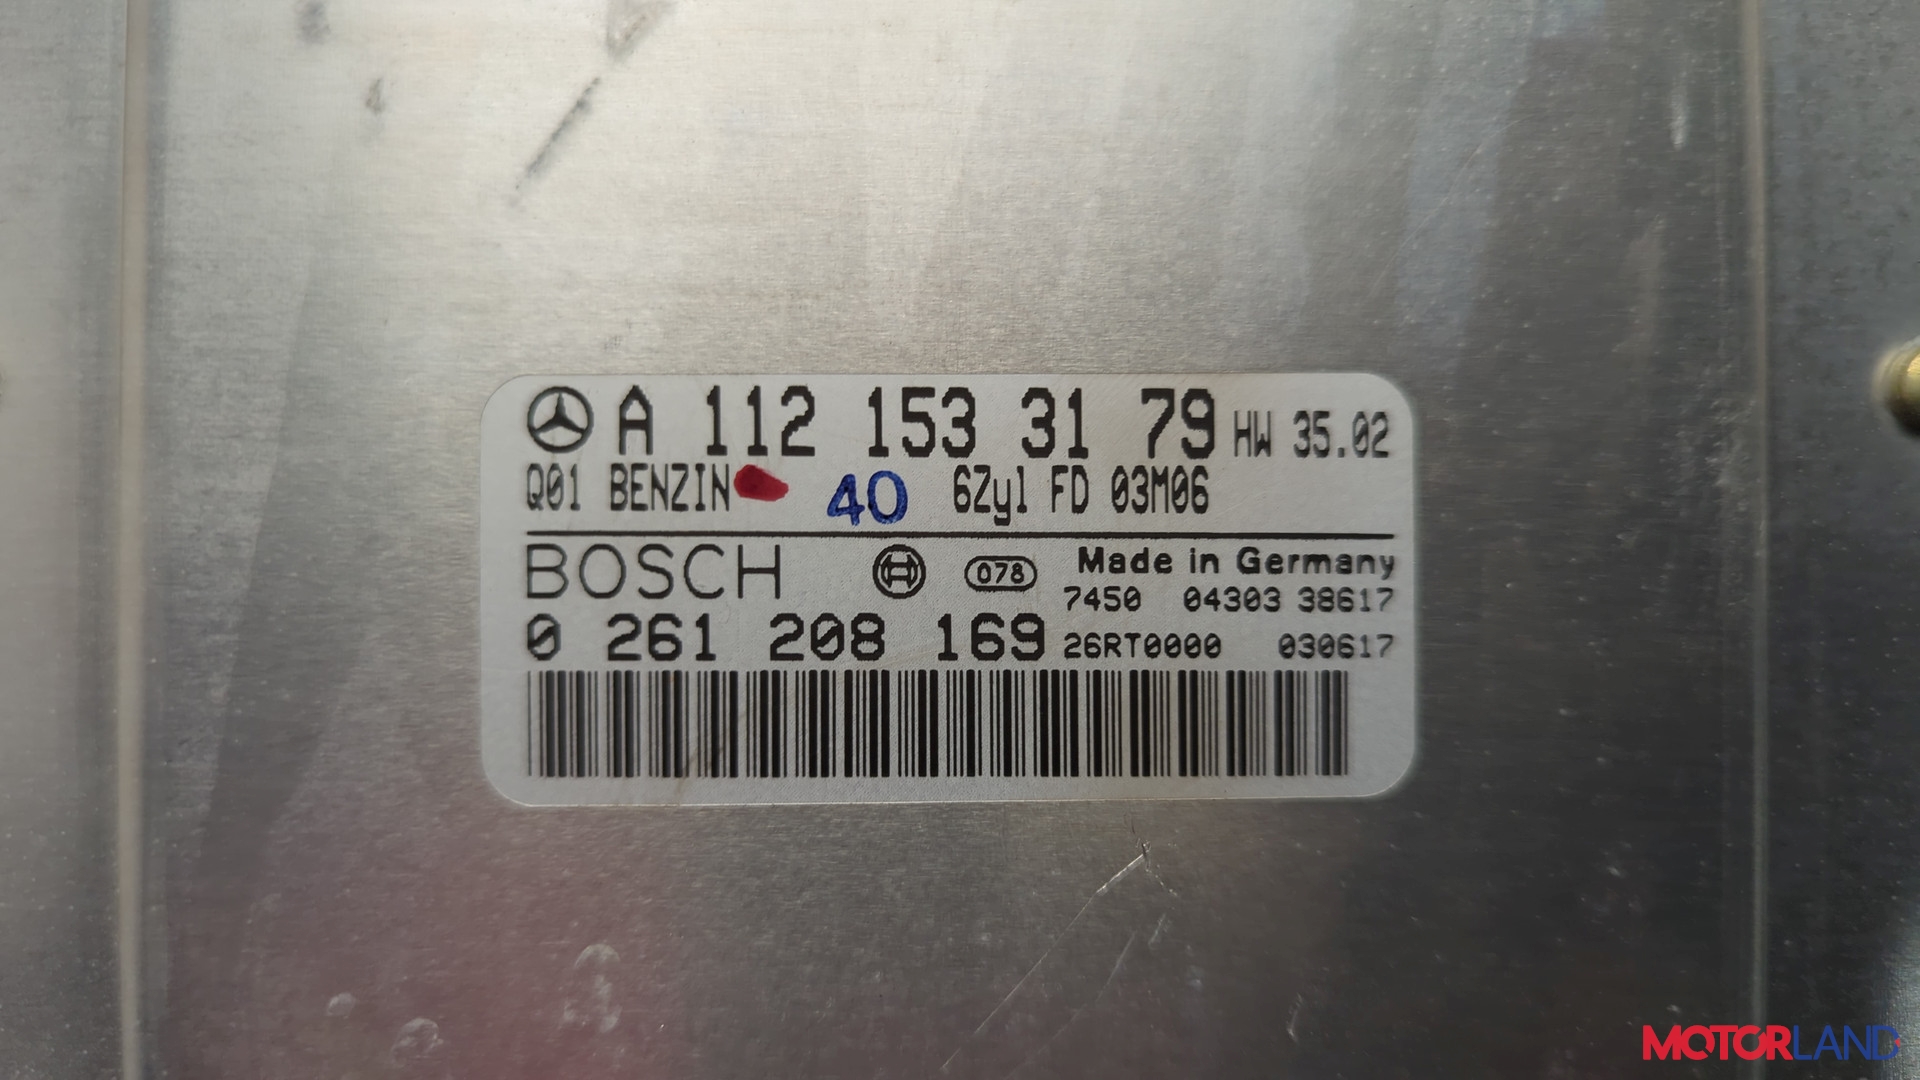 A 112 153 31 79 HW 35.02
Q01 BENZIN 40 6Zyl FD 03M06
BOSCH 078 Made in Germany
7450 04303 38617
0 261 208 169 26RT0000 030617
MOTORLAND